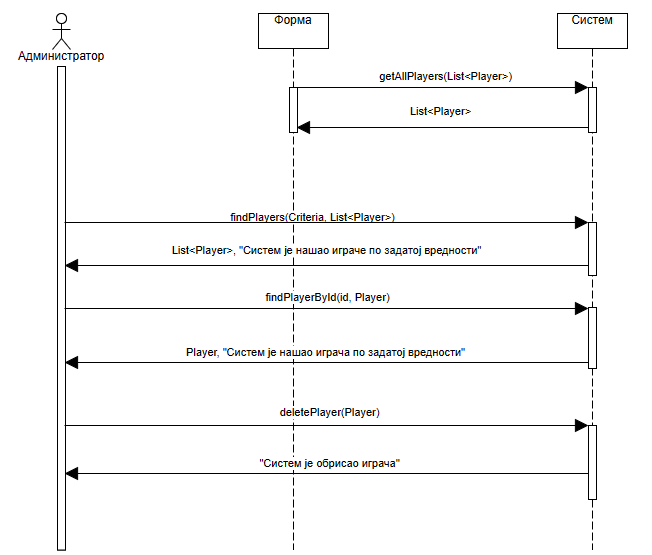 Форма
Систем
Администратор
getAllPlayers(List<Player>)
List<Player>
findPlayers(Criteria, List<Player>)
List<Player>, "Систем је нашао играче по задатој вредности"
findPlayerById(id, Player)
Player, "Систем је нашао играча по задатој вредности"
deletePlayer(Player)
"Систем је обрисао играча"